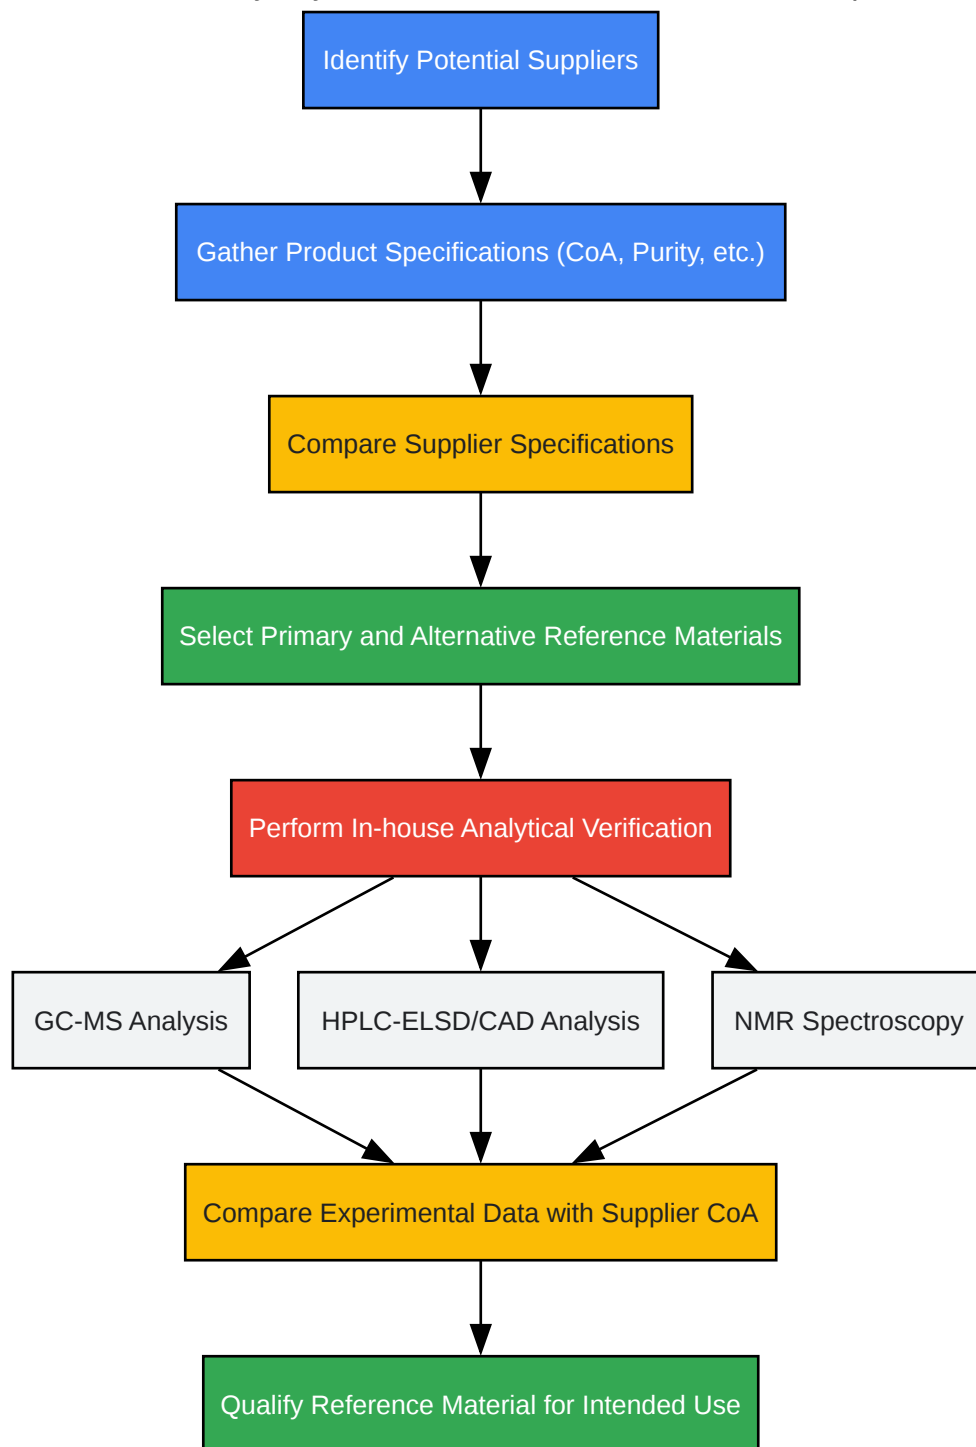 Identify Potential Suppliers
Gather Product Specifications (CoA, Purity, etc.)
Compare Supplier Specifications
Select Primary and Alternative Reference Materials
Perform In-house Analytical Verification
GC-MS Analysis
HPLC-ELSD/CAD Analysis
NMR Spectroscopy
Compare Experimental Data with Supplier CoA
Qualify Reference Material for Intended Use